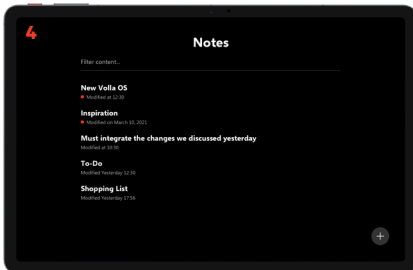 4
Notes
Filter content...
New Volla OS
Modified at 12:30
Inspiration
Modified on March 10, 2021
Must integrate the changes we discussed yesterday
Modified at 10:30
To-Do
Modified Yesterday 12:30
Shopping List
Modified Yesterday 17:56
+